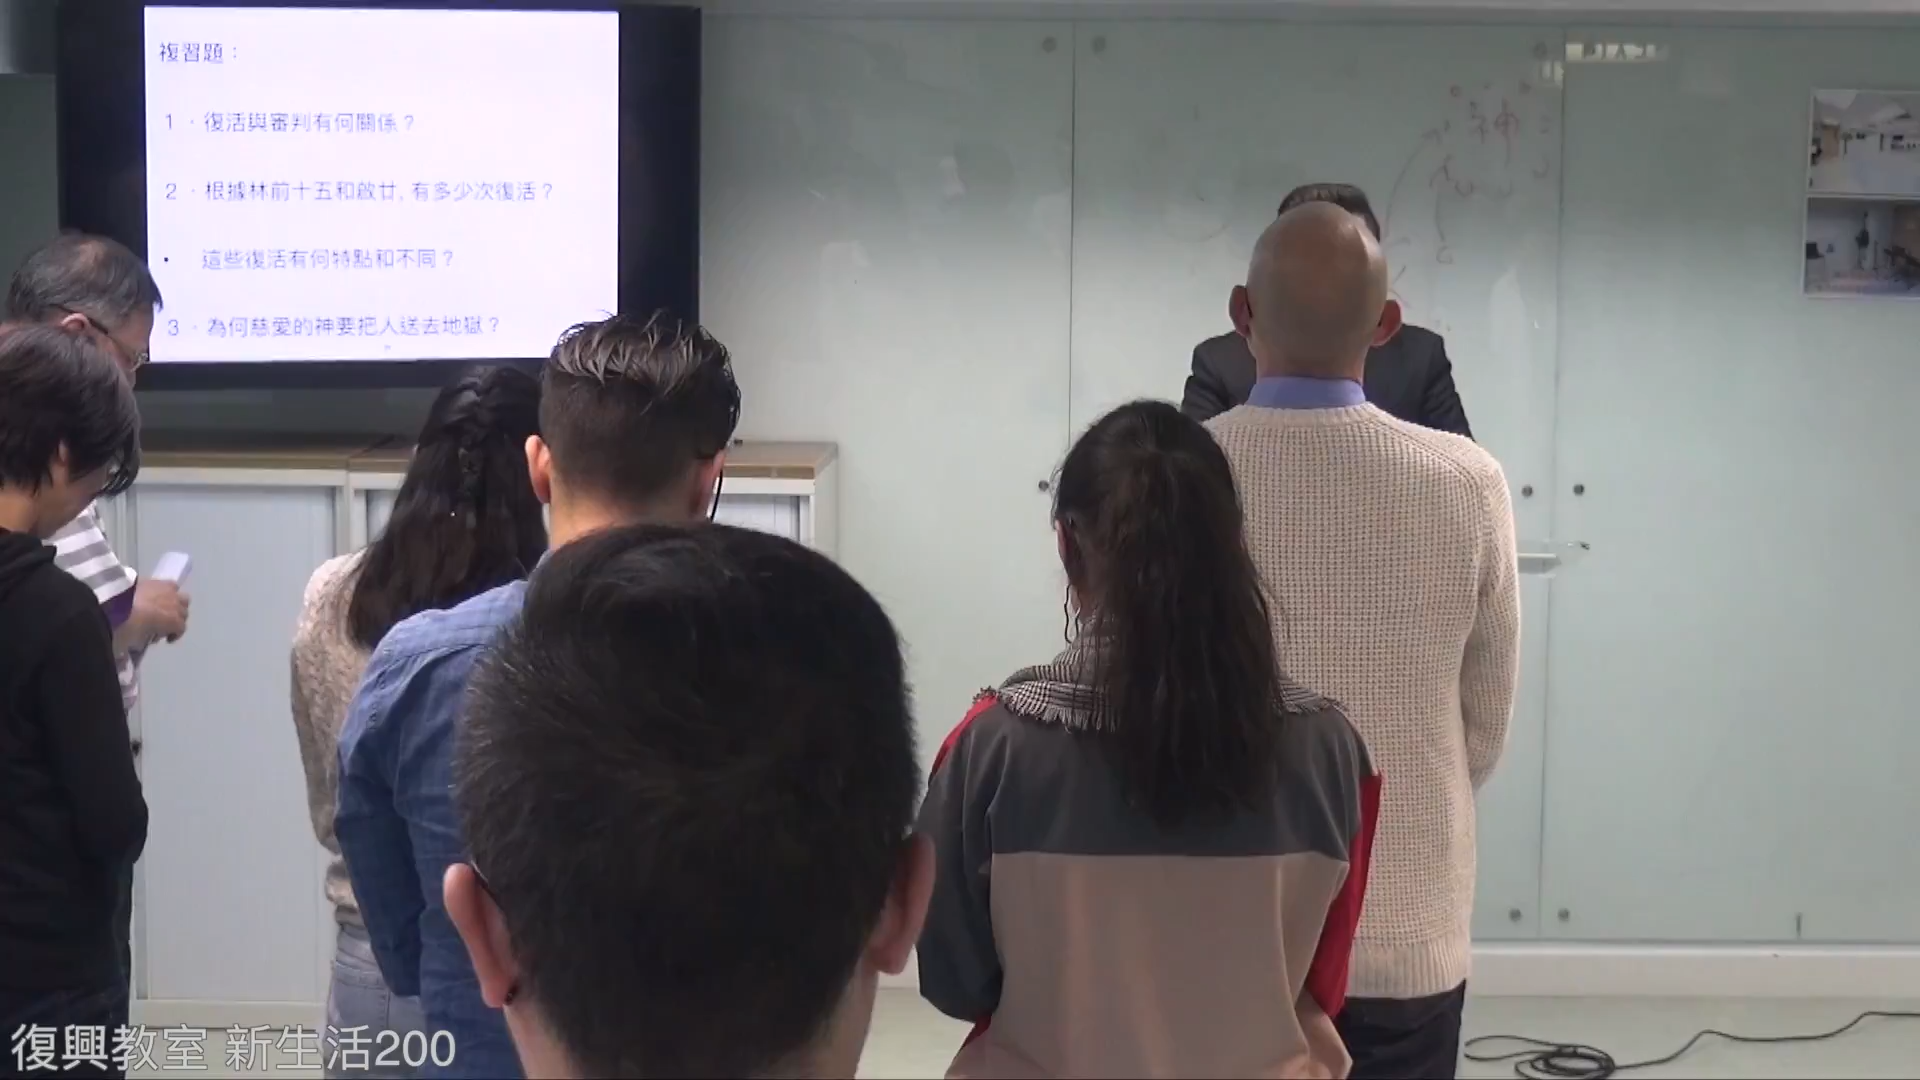 複習題：
1 . 復活與審判有何關係？
2 . 根據林前十五和啟廿, 有多少次復活？
• 這些復活有何特點和不同？
3 . 為何慈愛的神要把人送去地獄？
神
復興教室 新生活200